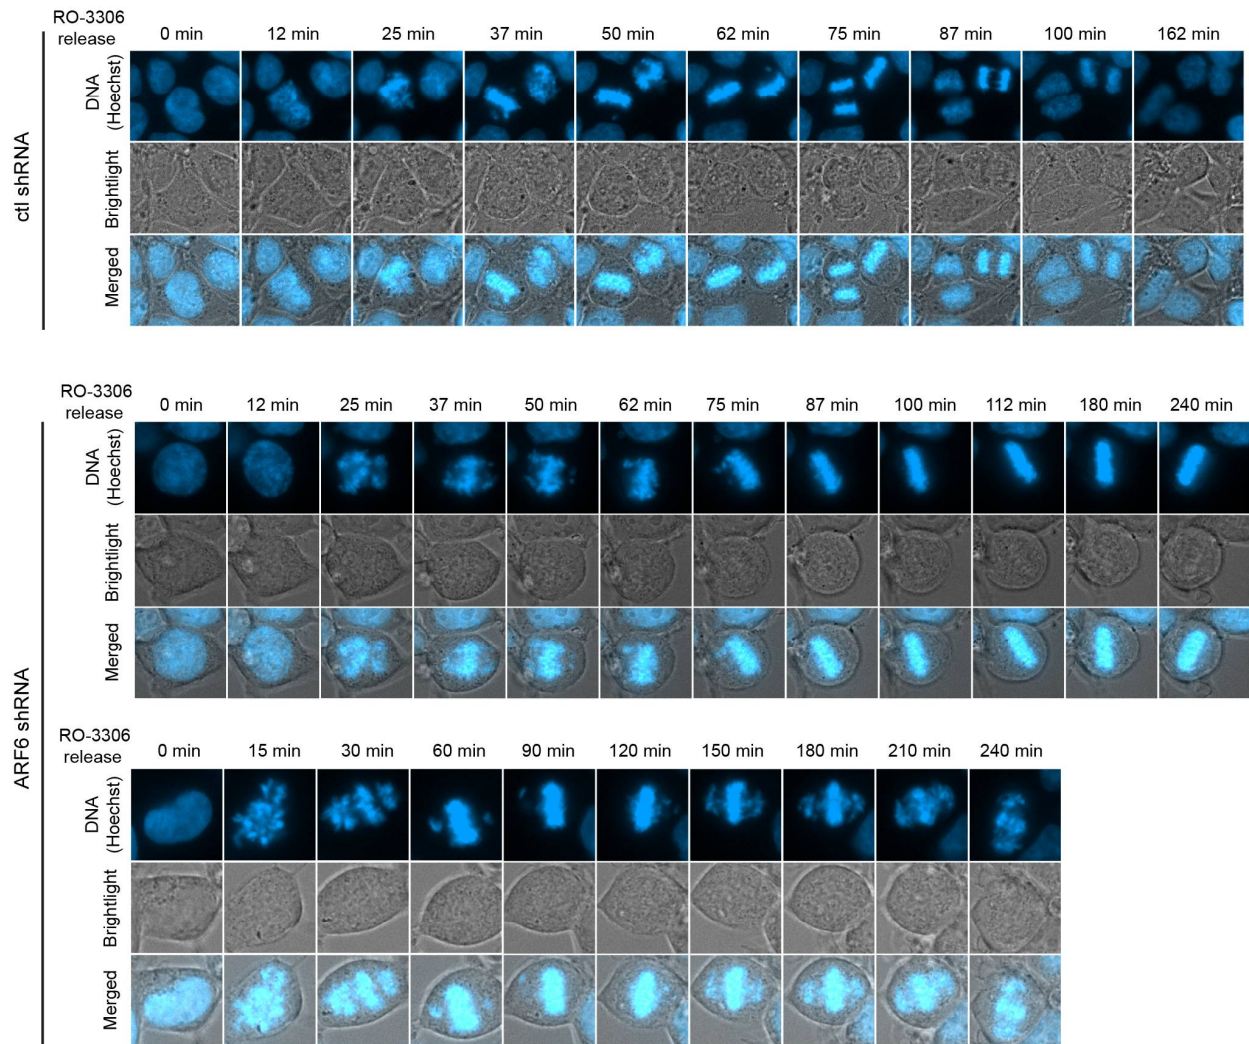 RO-3306
release
0 min 12 min 25 min 37 min 50 min 62 min 75 min 87 min 100 min 162 min
ctl shRNA
DNA
(Hoechst)
Brightlight
Merged
RO-3306
release
0 min 12 min 25 min 37 min 50 min 62 min 75 min 87 min 100 min 112 min 180 min 240 min
ARF6 shRNA
DNA
(Hoechst)
Brightlight
Merged
RO-3306
release
0 min 15 min 30 min 60 min 90 min 120 min 150 min 180 min 210 min 240 min
DNA
(Hoechst)
Brightlight
Merged